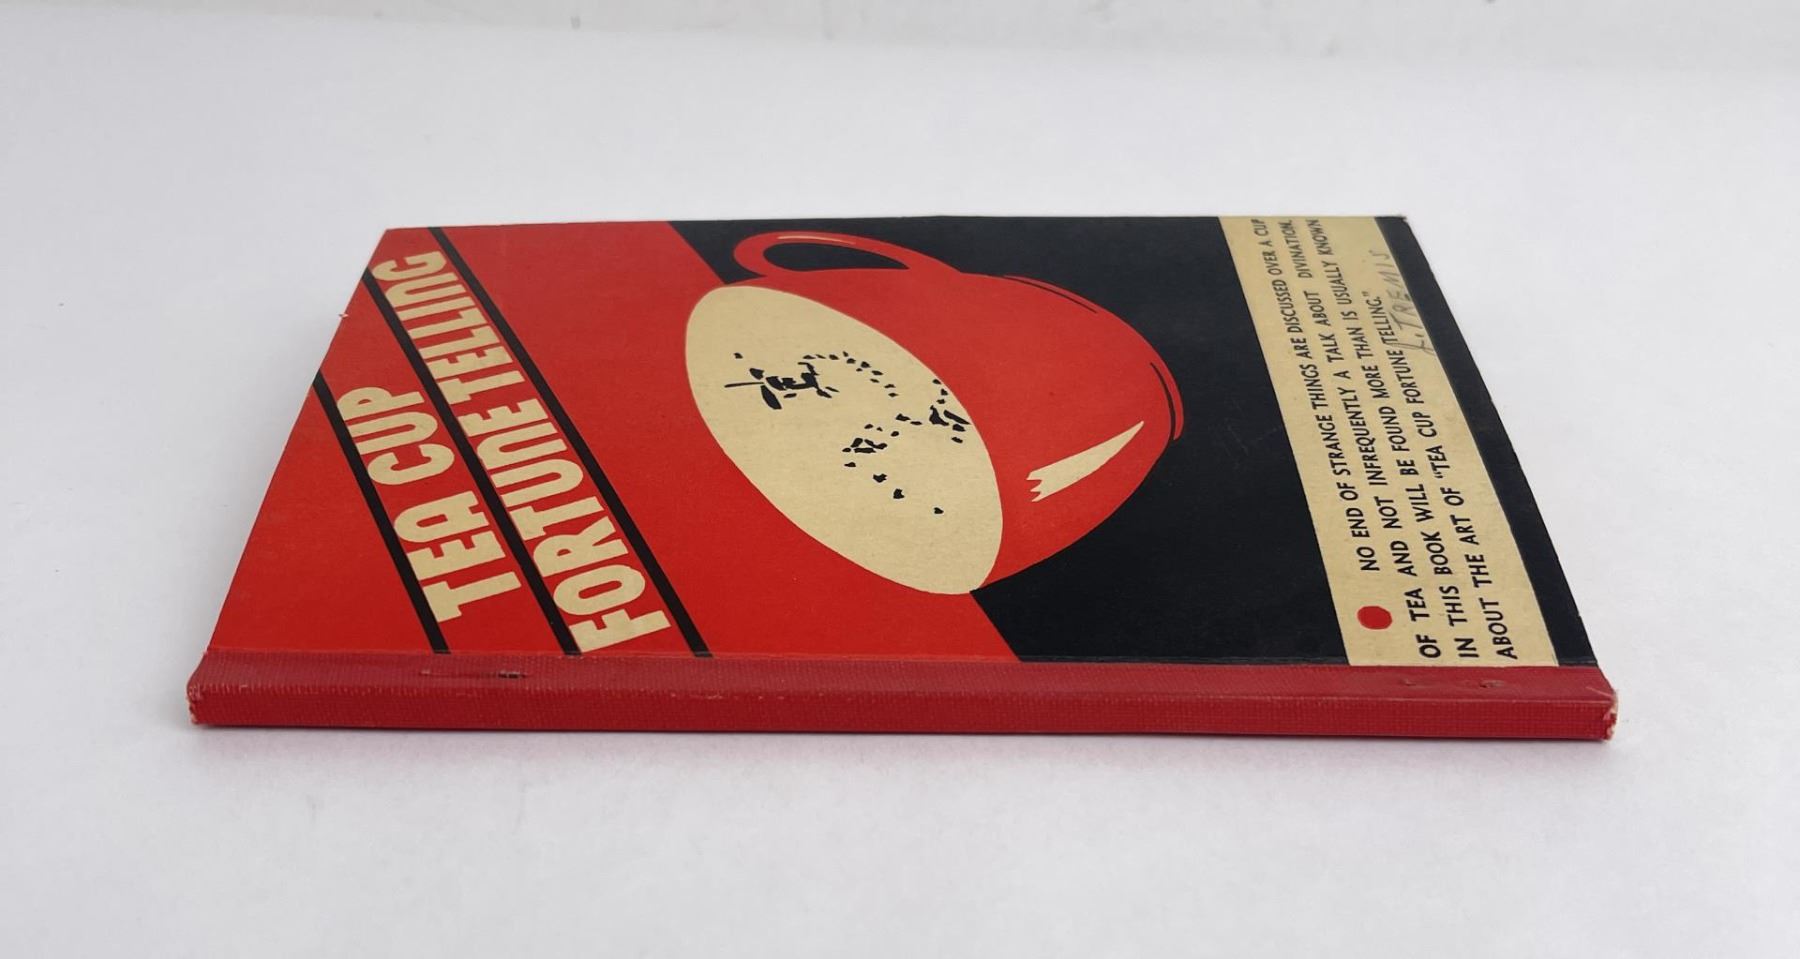 TEA CUP
FORTUNE TELLING
NO END OF STRANGE THINGS ARE DISCUSSED OVER A CUP
OF TEA AND NOT INFREQUENTLY A TALK ABOUT DIVINATION.
IN THIS BOOK WILL BE FOUND MORE THAN IS USUALLY KNOWN
ABOUT THE ART OF "TEA CUP FORTUNE TELLING."